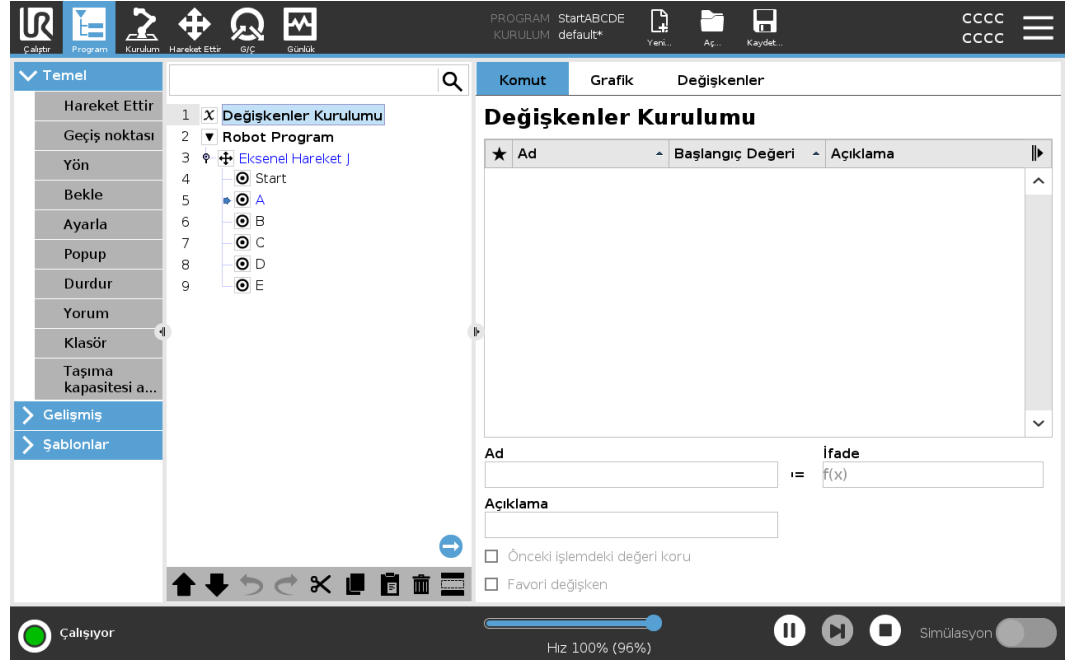 PROGRAM StartABCDE
KURULUM default*
CCCC
CCCC
Çalıştır Program Kurulum Hareket Ettir G/Ç Günlük Yeni... Aç... Kaydet...
Temel
Hareket Ettir
Geçiş noktası
Yön
Bekle
Ayarla
Popup
Durdur
Yorum
Klasör
Taşıma
kapasitesi a...
Gelişmiş
Şablonlar
1 X Değişkenler Kurulumu
2 Robot Program
3 Eksenel Hareket J
4 Start
5 A
6 B
7 C
8 D
9 E
Komut Grafik Değişkenler
Değişkenler Kurulumu
Ad Başlangıç Değeri Açıklama
Ad İfade
:= f(x)
Açıklama
Önceki işlemdeki değeri koru
Favori değişken
Çalışıyor
Hız 100% (96%)
Simülasyon